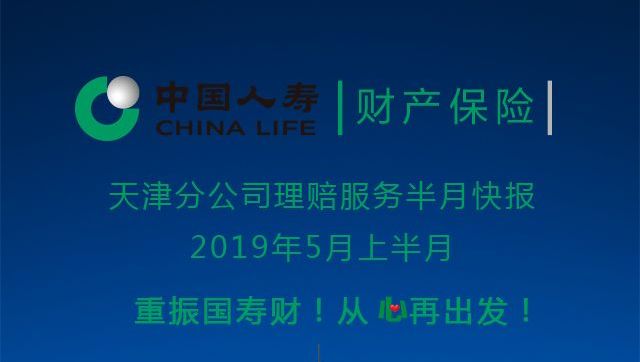 中国人寿 财产保险
CHINA LIFE
天津分公司理赔服务半月快报
2019年5月上半月
重振国寿财！从心再出发！